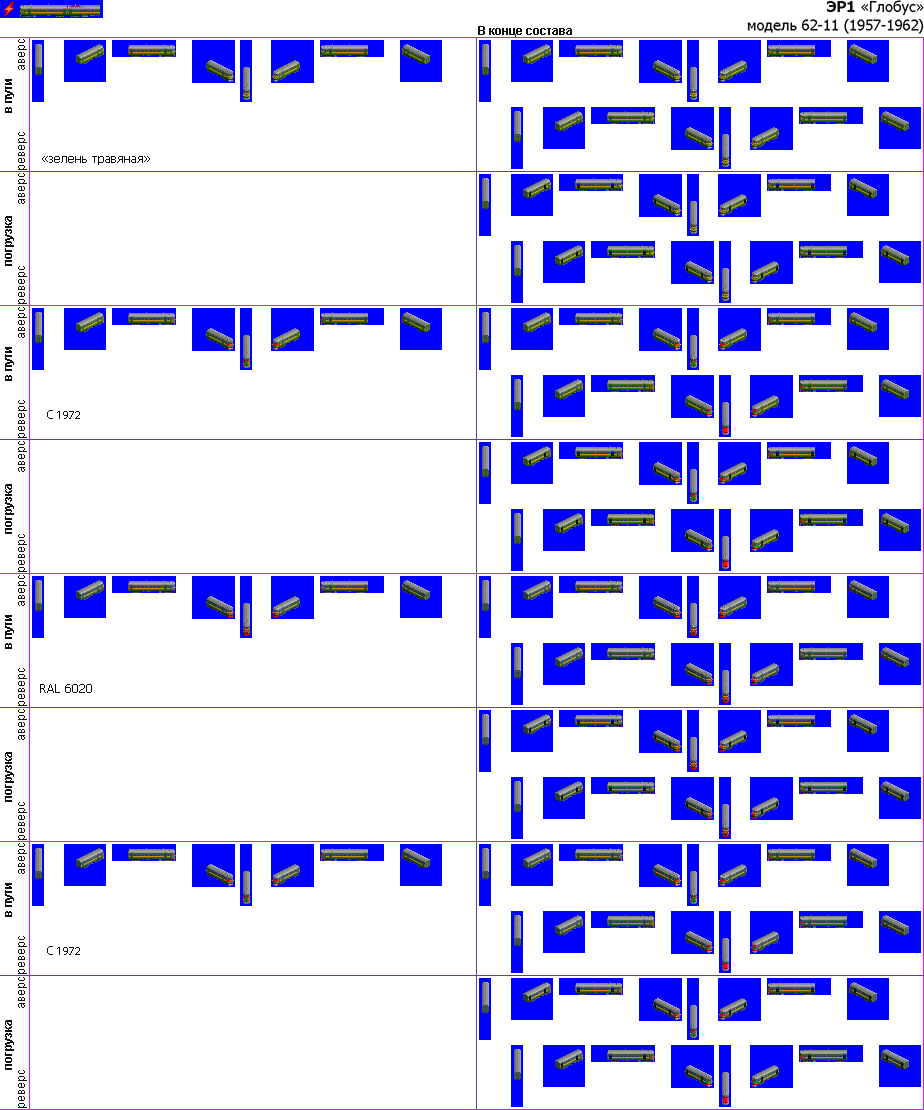 ЭР1 «Глобус»
модель 62-11 (1957-1962)
В конце состава
в пути
аверс
реверс
«зелень травяная»
погрузка
аверс
реверс
в пути
аверс
реверс
С 1972
погрузка
аверс
реверс
в пути
аверс
реверс
RAL 6020
погрузка
аверс
реверс
в пути
аверс
реверс
С 1972
погрузка
аверс
реверс